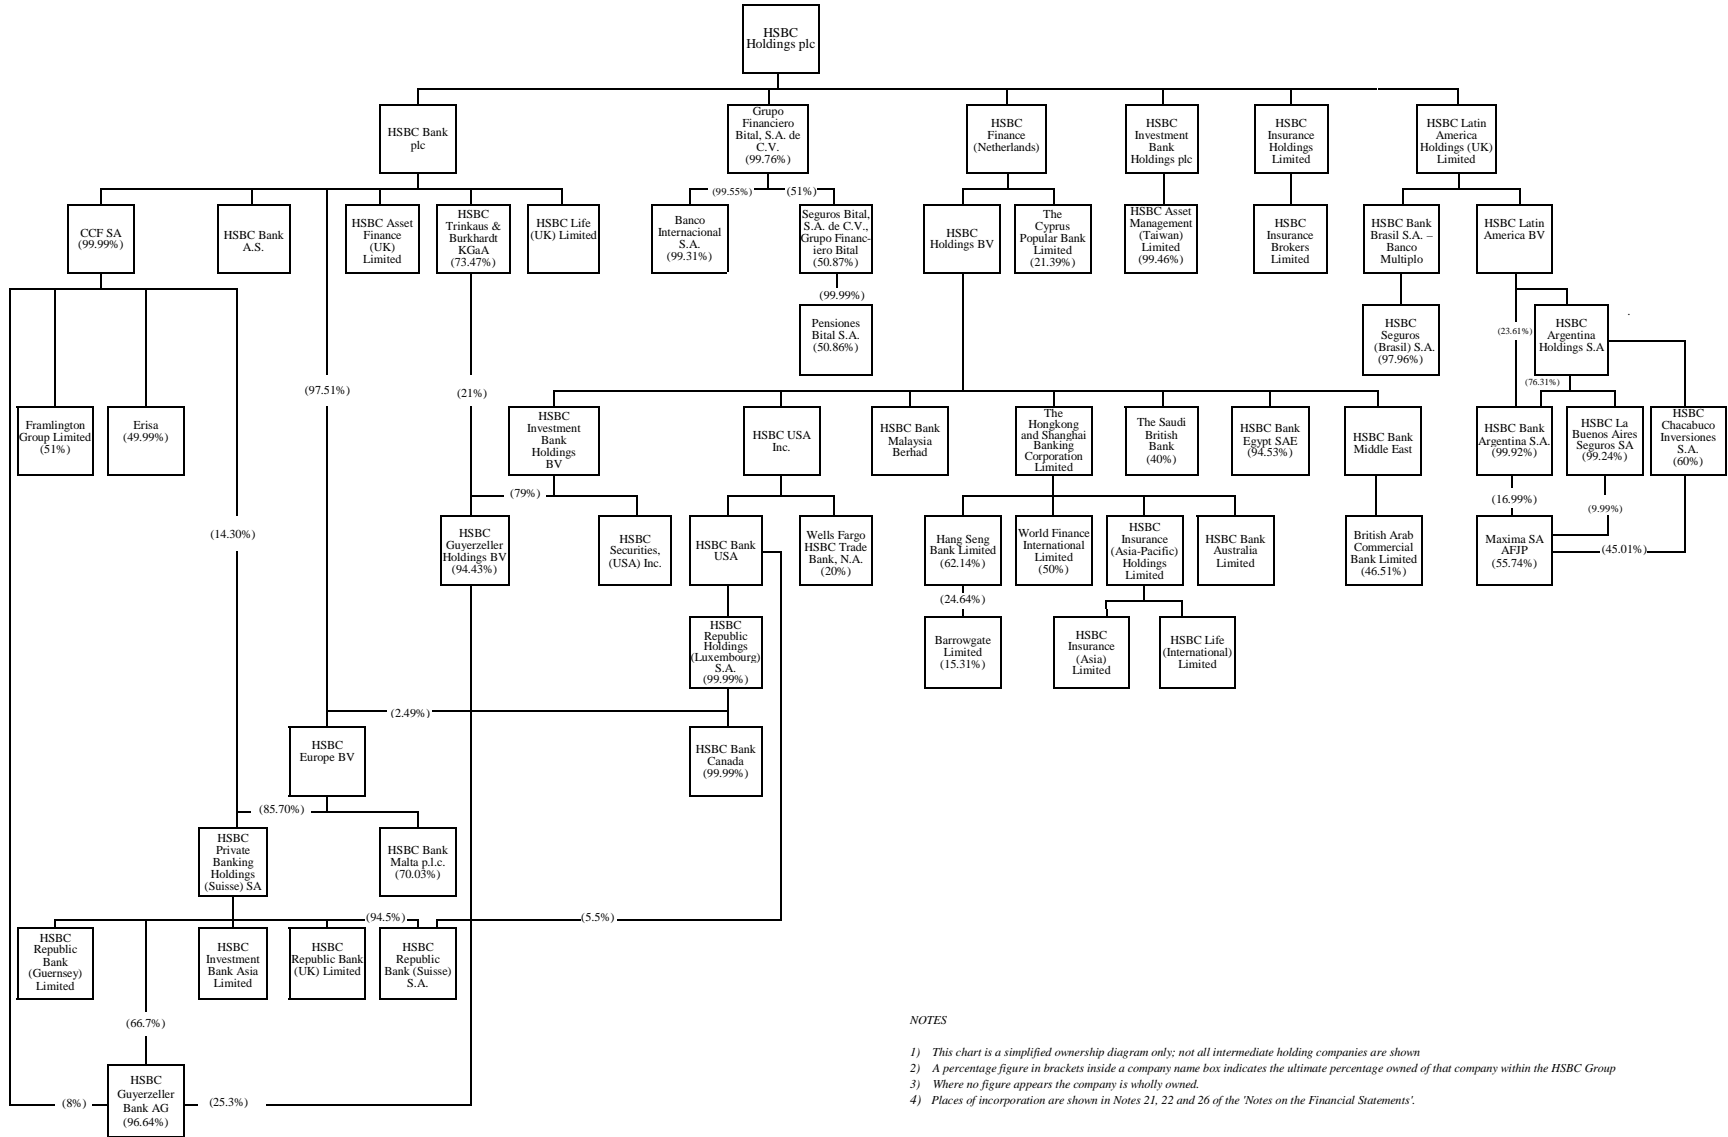 HSBC
Holdings plc
HSBC Bank
plc
Grupo
Financiero
Bital, S.A. de
C.V.
(99.76%)
HSBC
Finance
(Netherlands)
HSBC
Investment
Bank
Holdings plc
HSBC
Insurance
Holdings
Limited
HSBC Latin
America
Holdings (UK)
Limited
(99.55%)
(51%)
CCF SA
(99.99%)
HSBC Bank
A.S.
HSBC Asset
Finance
(UK)
Limited
HSBC
Trinkaus &
Burkhardt
KGaA
(73.47%)
HSBC Life
(UK) Limited
Banco
Internacional
S.A.
(99.31%)
Seguros Bital,
S.A. de C.V.,
Grupo Financ-
iero Bital
(50.87%)
HSBC
Holdings BV
The
Cyprus
Popular Bank
Limited
(21.39%)
HSBC Asset
Management
(Taiwan)
Limited
(99.46%)
HSBC
Insurance
Brokers
Limited
HSBC Bank
Brasil S.A. –
Banco
Multiplo
HSBC Latin
America BV
(99.99%)
Pensiones
Bital S.A.
(50.86%)
HSBC
Seguros
(Brasil) S.A.
(97.96%)
(23.61%)
HSBC
Argentina
Holdings S.A
(76.31%)
(97.51%)
(21%)
Framlington
Group Limited
(51%)
Erisa
(49.99%)
HSBC
Investment
Bank
Holdings
BV
HSBC USA
Inc.
HSBC Bank
Malaysia
Berhad
The
Hongkong
and Shanghai
Banking
Corporation
Limited
The Saudi
British
Bank
(40%)
HSBC Bank
Egypt SAE
(94.53%)
HSBC Bank
Middle East
HSBC Bank
Argentina S.A.
(99.92%)
HSBC La
Buenos Aires
Seguros SA
(99.24%)
HSBC
Chacabuco
Inversiones
S.A.
(60%)
(79%)
(16.99%)
(9.99%)
(14.30%)
HSBC
Guyerzeller
Holdings BV
(94.43%)
HSBC
Securities,
(USA) Inc.
HSBC Bank
USA
Wells Fargo
HSBC Trade
Bank, N.A.
(20%)
Hang Seng
Bank Limited
(62.14%)
World Finance
International
Limited
(50%)
HSBC
Insurance
(Asia-Pacific)
Holdings
Limited
HSBC Bank
Australia
Limited
British Arab
Commercial
Bank Limited
(46.51%)
Maxima SA
AFJP
(55.74%)
(45.01%)
(24.64%)
HSBC
Republic
Holdings
(Luxembourg)
S.A.
(99.99%)
Barrowgate
Limited
(15.31%)
HSBC
Insurance
(Asia)
Limited
HSBC Life
(International)
Limited
(2.49%)
HSBC
Europe BV
HSBC Bank
Canada
(99.99%)
(85.70%)
HSBC
Private
Banking
Holdings
(Suisse) SA
HSBC Bank
Malta p.l.c.
(70.03%)
(94.5%)
(5.5%)
HSBC
Republic
Bank
(Guernsey)
Limited
HSBC
Investment
Bank Asia
Limited
HSBC
Republic Bank
(UK) Limited
HSBC
Republic
Bank (Suisse)
S.A.
(66.7%)
HSBC
Guyerzeller
Bank AG
(96.64%)
(8%)
(25.3%)
NOTES
1) This chart is a simplified ownership diagram only; not all intermediate holding companies are shown
2) A percentage figure in brackets inside a company name box indicates the ultimate percentage owned of that company within the HSBC Group
3) Where no figure appears the company is wholly owned.
4) Places of incorporation are shown in Notes 21, 22 and 26 of the 'Notes on the Financial Statements'.